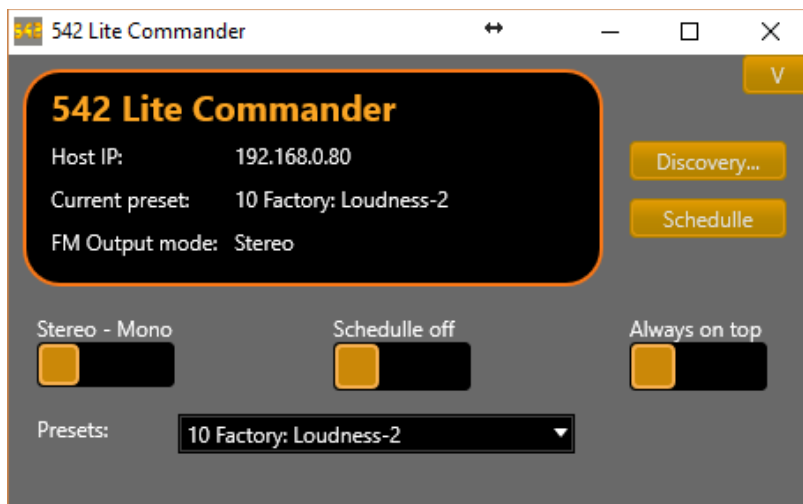 542 542 Lite Commander
V
542 Lite Commander
Host IP: 192.168.0.80
Current preset: 10 Factory: Loudness-2
FM Output mode: Stereo
Discovery...
Schedulle
Stereo - Mono
Schedulle off
Always on top
Presets: 10 Factory: Loudness-2